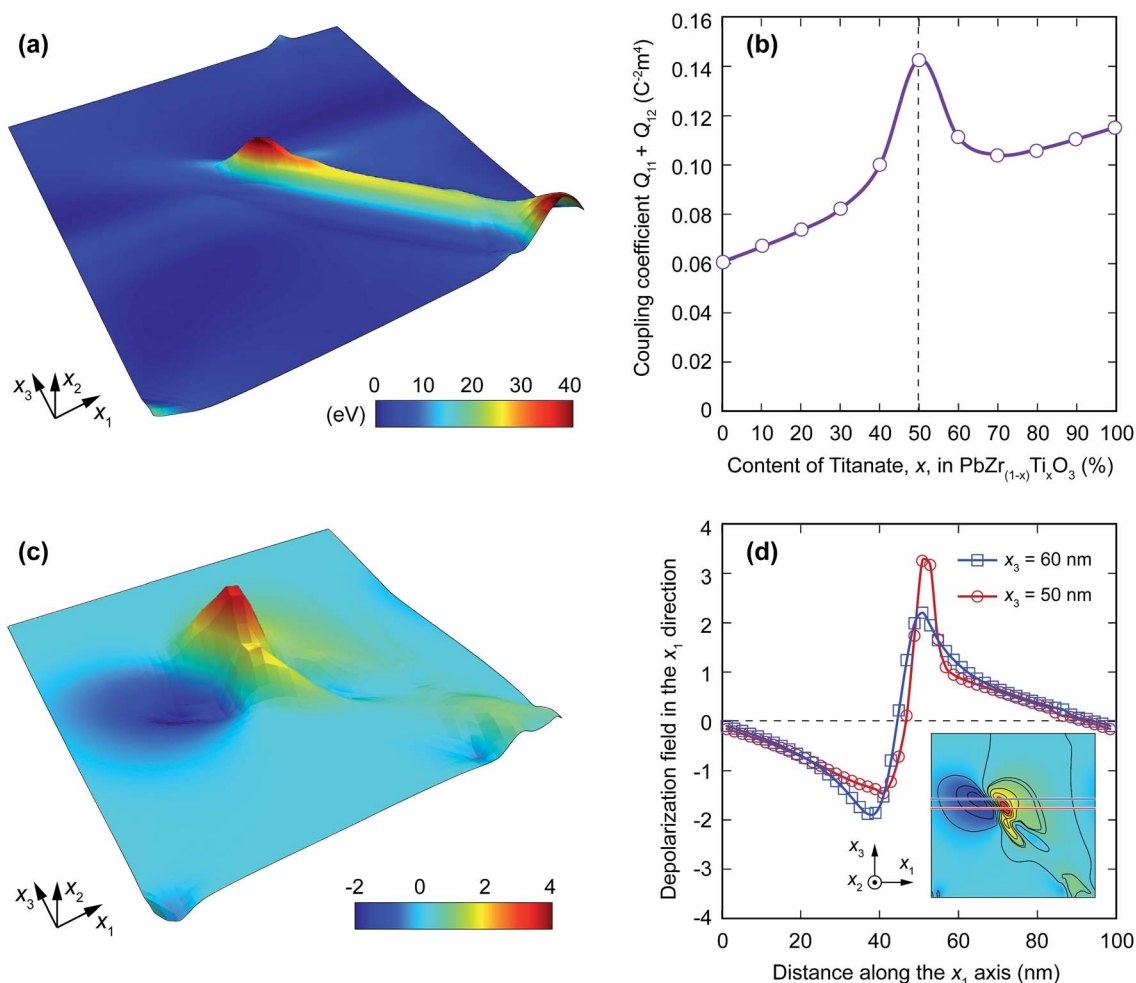 (a)
x3
x2
x1
(eV)
0 10 20 30 40
(b)
Coupling coefficient Q11 + Q12 (C-2m4)
0.16
0.14
0.12
0.10
0.08
0.06
0.04
0.02
0
0 10 20 30 40 50 60 70 80 90 100
Content of Titanate, x, in PbZr(1-x)TixO3 (%)
(c)
x3
x2
x1
-2 0 2 4
(d)
Depolarization field in the x1 direction
4
3
2
1
0
-1
-2
-3
-4
x3 = 60 nm
x3 = 50 nm
x3
x2
x1
0 20 40 60 80 100
Distance along the x1 axis (nm)